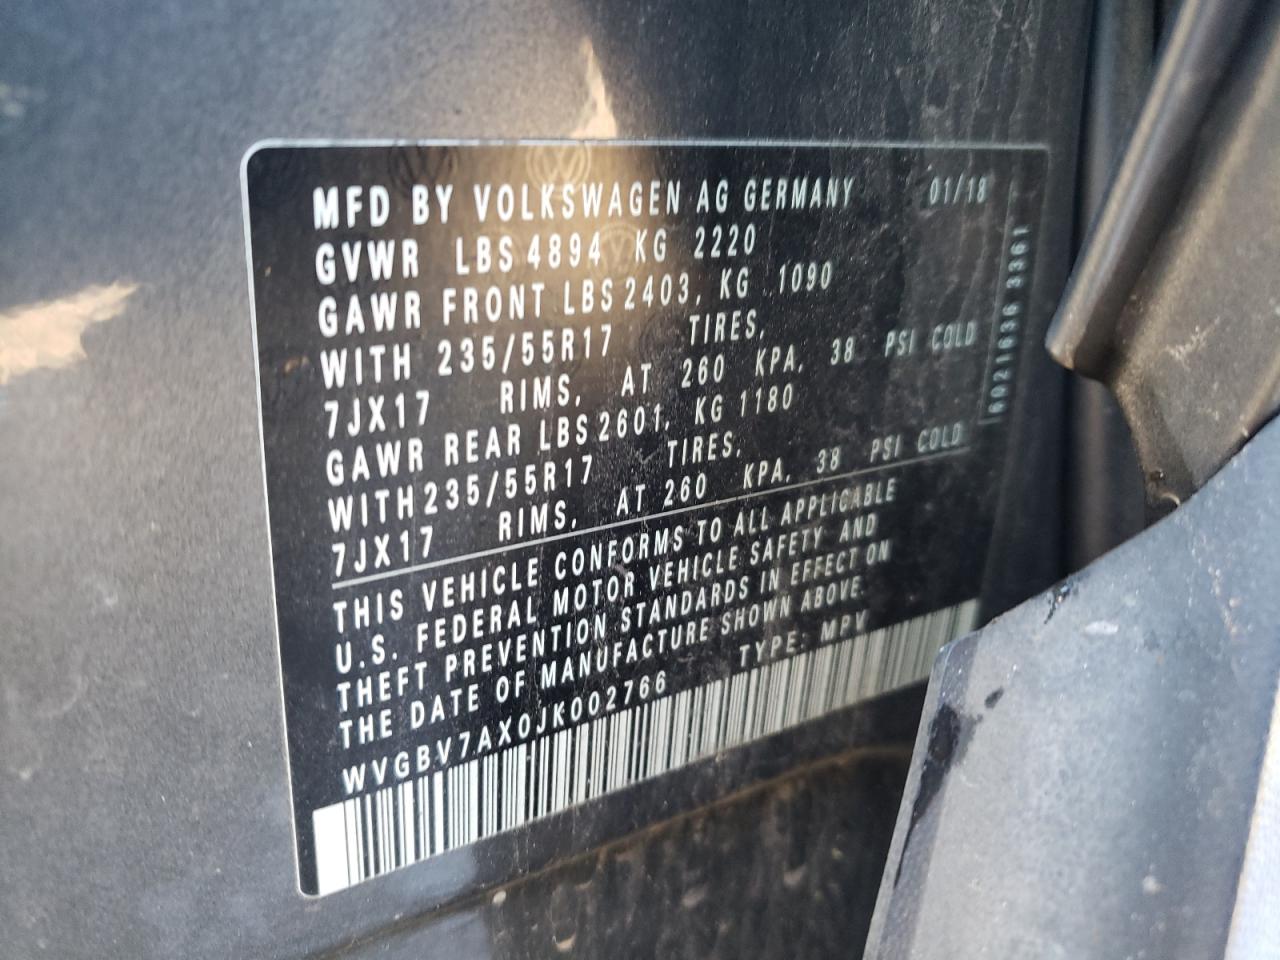 MFD BY VOLKSWAGEN AG GERMANY 01/18
GVWR LBS 4894 KG 2220
GAWR FRONT LBS 2403, KG 1090
WITH 235/55R17 TIRES,
7JX17 RIMS, AT 260 KPA, 38 PSI COLD
GAWR REAR LBS 2601, KG 1180
WITH 235/55R17 TIRES,
7JX17 RIMS, AT 260 KPA, 38 PSI COLD
THIS VEHICLE CONFORMS TO ALL APPLICABLE
U.S. FEDERAL MOTOR VEHICLE SAFETY AND
THEFT PREVENTION STANDARDS IN EFFECT ON
THE DATE OF MANUFACTURE SHOWN ABOVE.
WVGBV7AX0JK002766 TYPE: MPV
6021636 3361